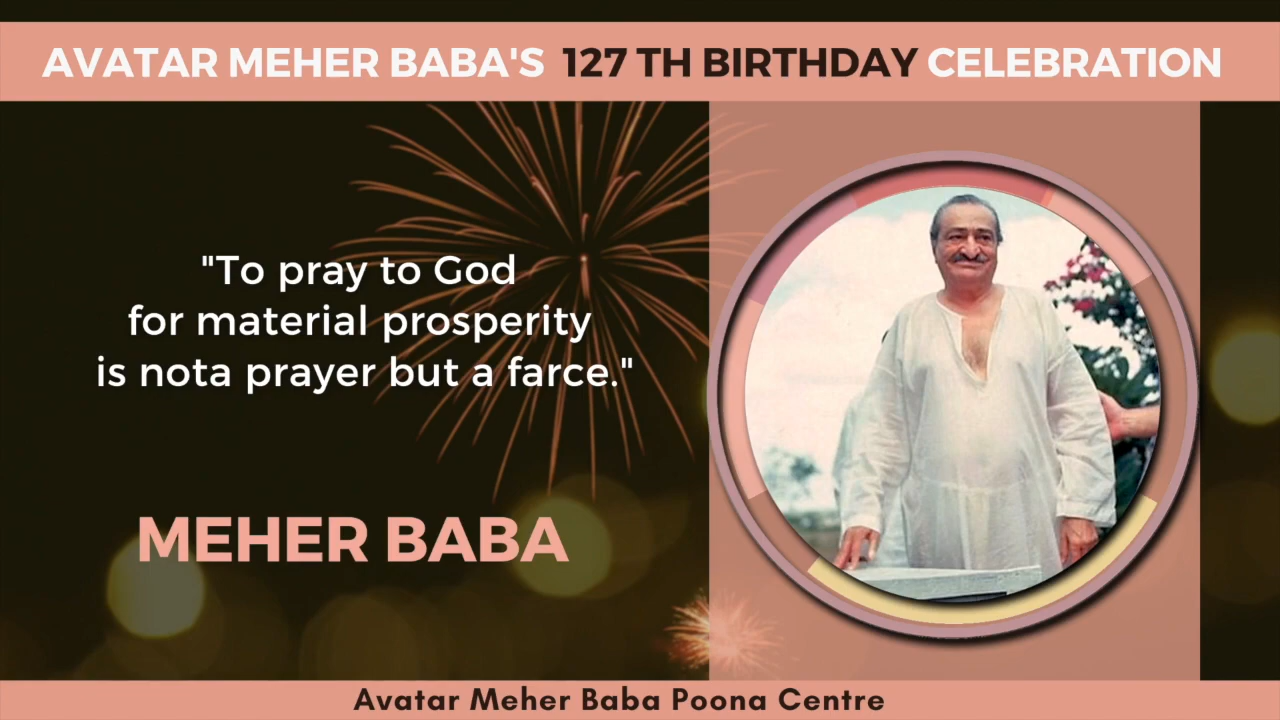 AVATAR MEHER BABA'S 127 TH BIRTHDAY CELEBRATION
"To pray to God
for material prosperity
is nota prayer but a farce."
MEHER BABA
Avatar Meher Baba Poona Centre